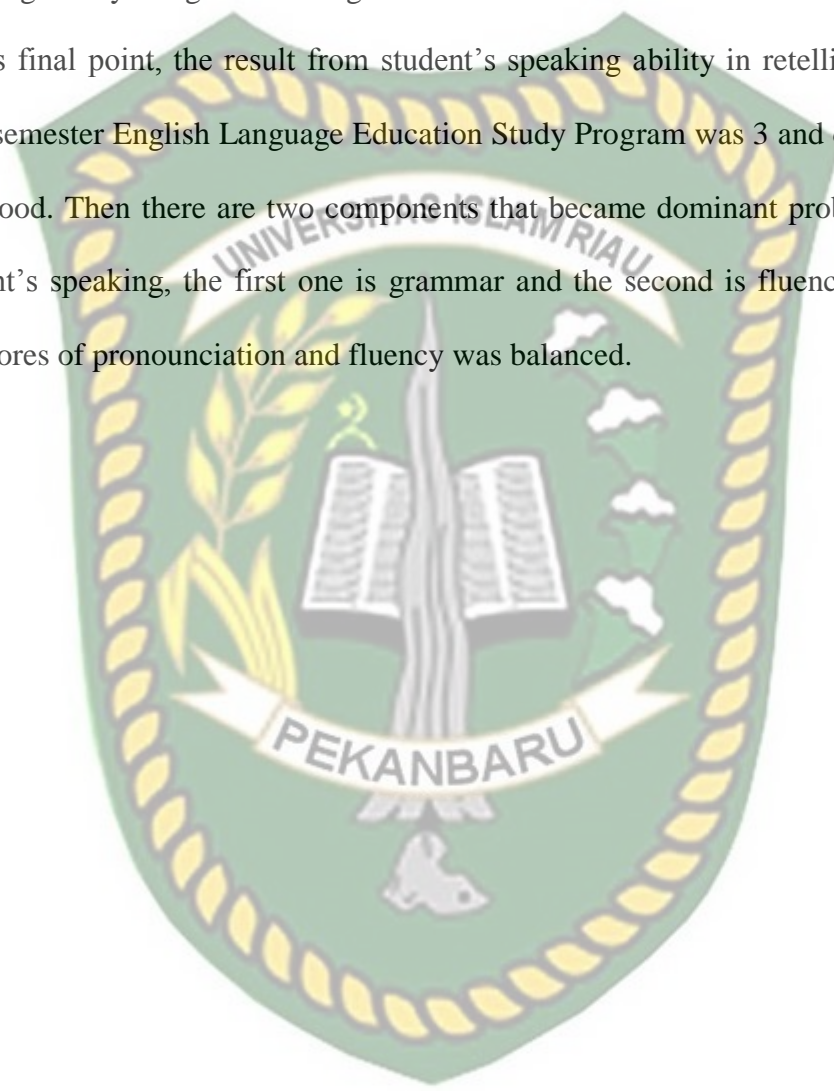 s final point, the result from student's speaking ability in retelli
semester English Language Education Study Program was 3 and
ood. Then there are two components that became dominant prob
nt's speaking, the first one is grammar and the second is fluenc
ores of pronounciation and fluency was balanced.
UNIVERSITAS ISLAM RIAU
PEKANBARU